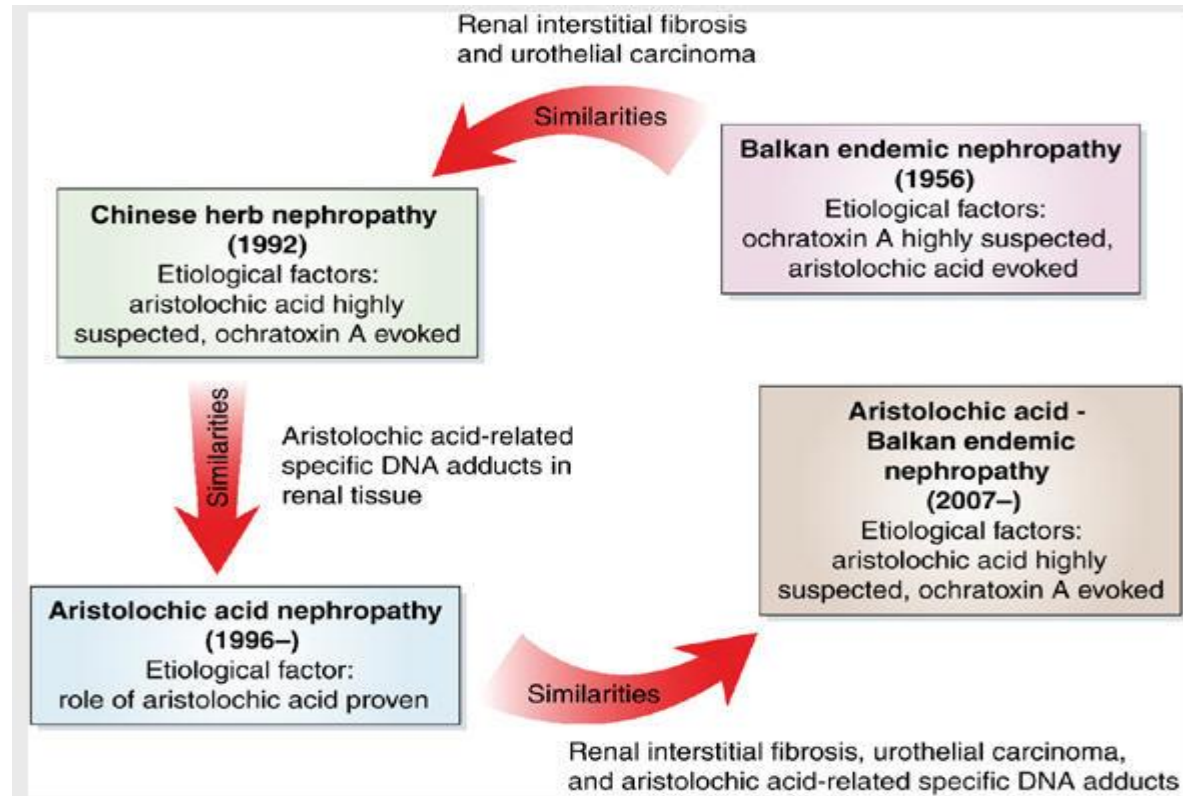 Renal interstitial fibrosis
and urothelial carcinoma
Similarities
Balkan endemic nephropathy
(1956)
Etiological factors:
ochratoxin A highly suspected,
aristolochic acid evoked
Chinese herb nephropathy
(1992)
Etiological factors:
aristolochic acid highly
suspected, ochratoxin A evoked
Similarities
Aristolochic acid-related
specific DNA adducts in
renal tissue
Aristolochic acid nephropathy
(1996–)
Etiological factor:
role of aristolochic acid proven
Similarities
Renal interstitial fibrosis, urothelial carcinoma,
and aristolochic acid-related specific DNA adducts
Aristolochic acid -
Balkan endemic
nephropathy
(2007–)
Etiological factors:
aristolochic acid highly
suspected, ochratoxin A evoked